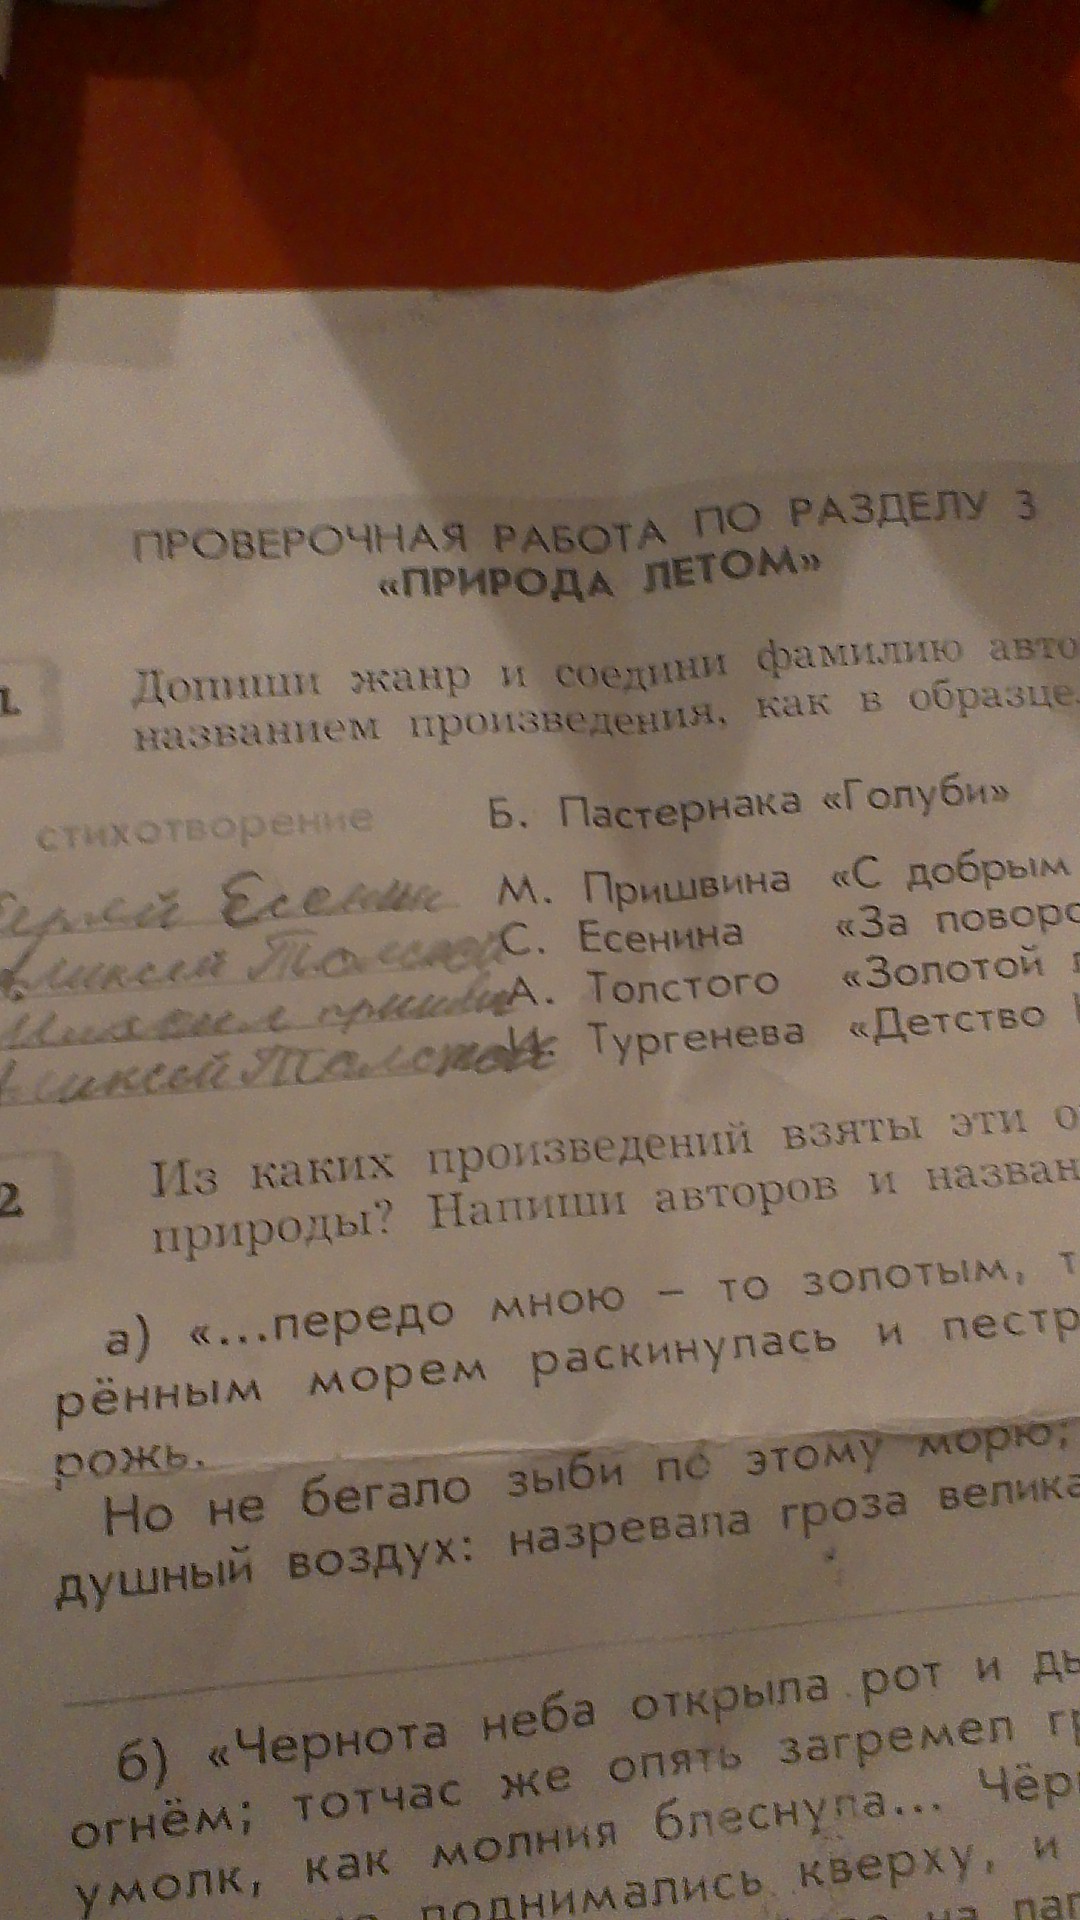 ПРОВЕРОЧНАЯ РАБОТА ПО РАЗДЕЛУ 3
«ПРИРОДА ЛЕТОМ»
1 Допиши жанр и соедини фамилию авто
названием произведения, как в образце.
стихотворение Б. Пастернака «Голуби»
Есенин М. Пришвина «С добрым
Толстой С. Есенина «За поворо
А. Толстого «Золотой л
Толстой И. Тургенева «Детство
2 Из каких произведений взяты эти о
природы? Напиши авторов и назван
а) «...передо мною – то золотым, т
рённым морем раскинулась и пестр
рожь.
Но не бегало зыби по этому морю;
душный воздух: назревала гроза велика
б) «Чернота неба открыла рот и ды
огнём; тотчас же опять загремел гр
умолк, как молния блеснула... Чёр
поднимались кверху, и
на пап